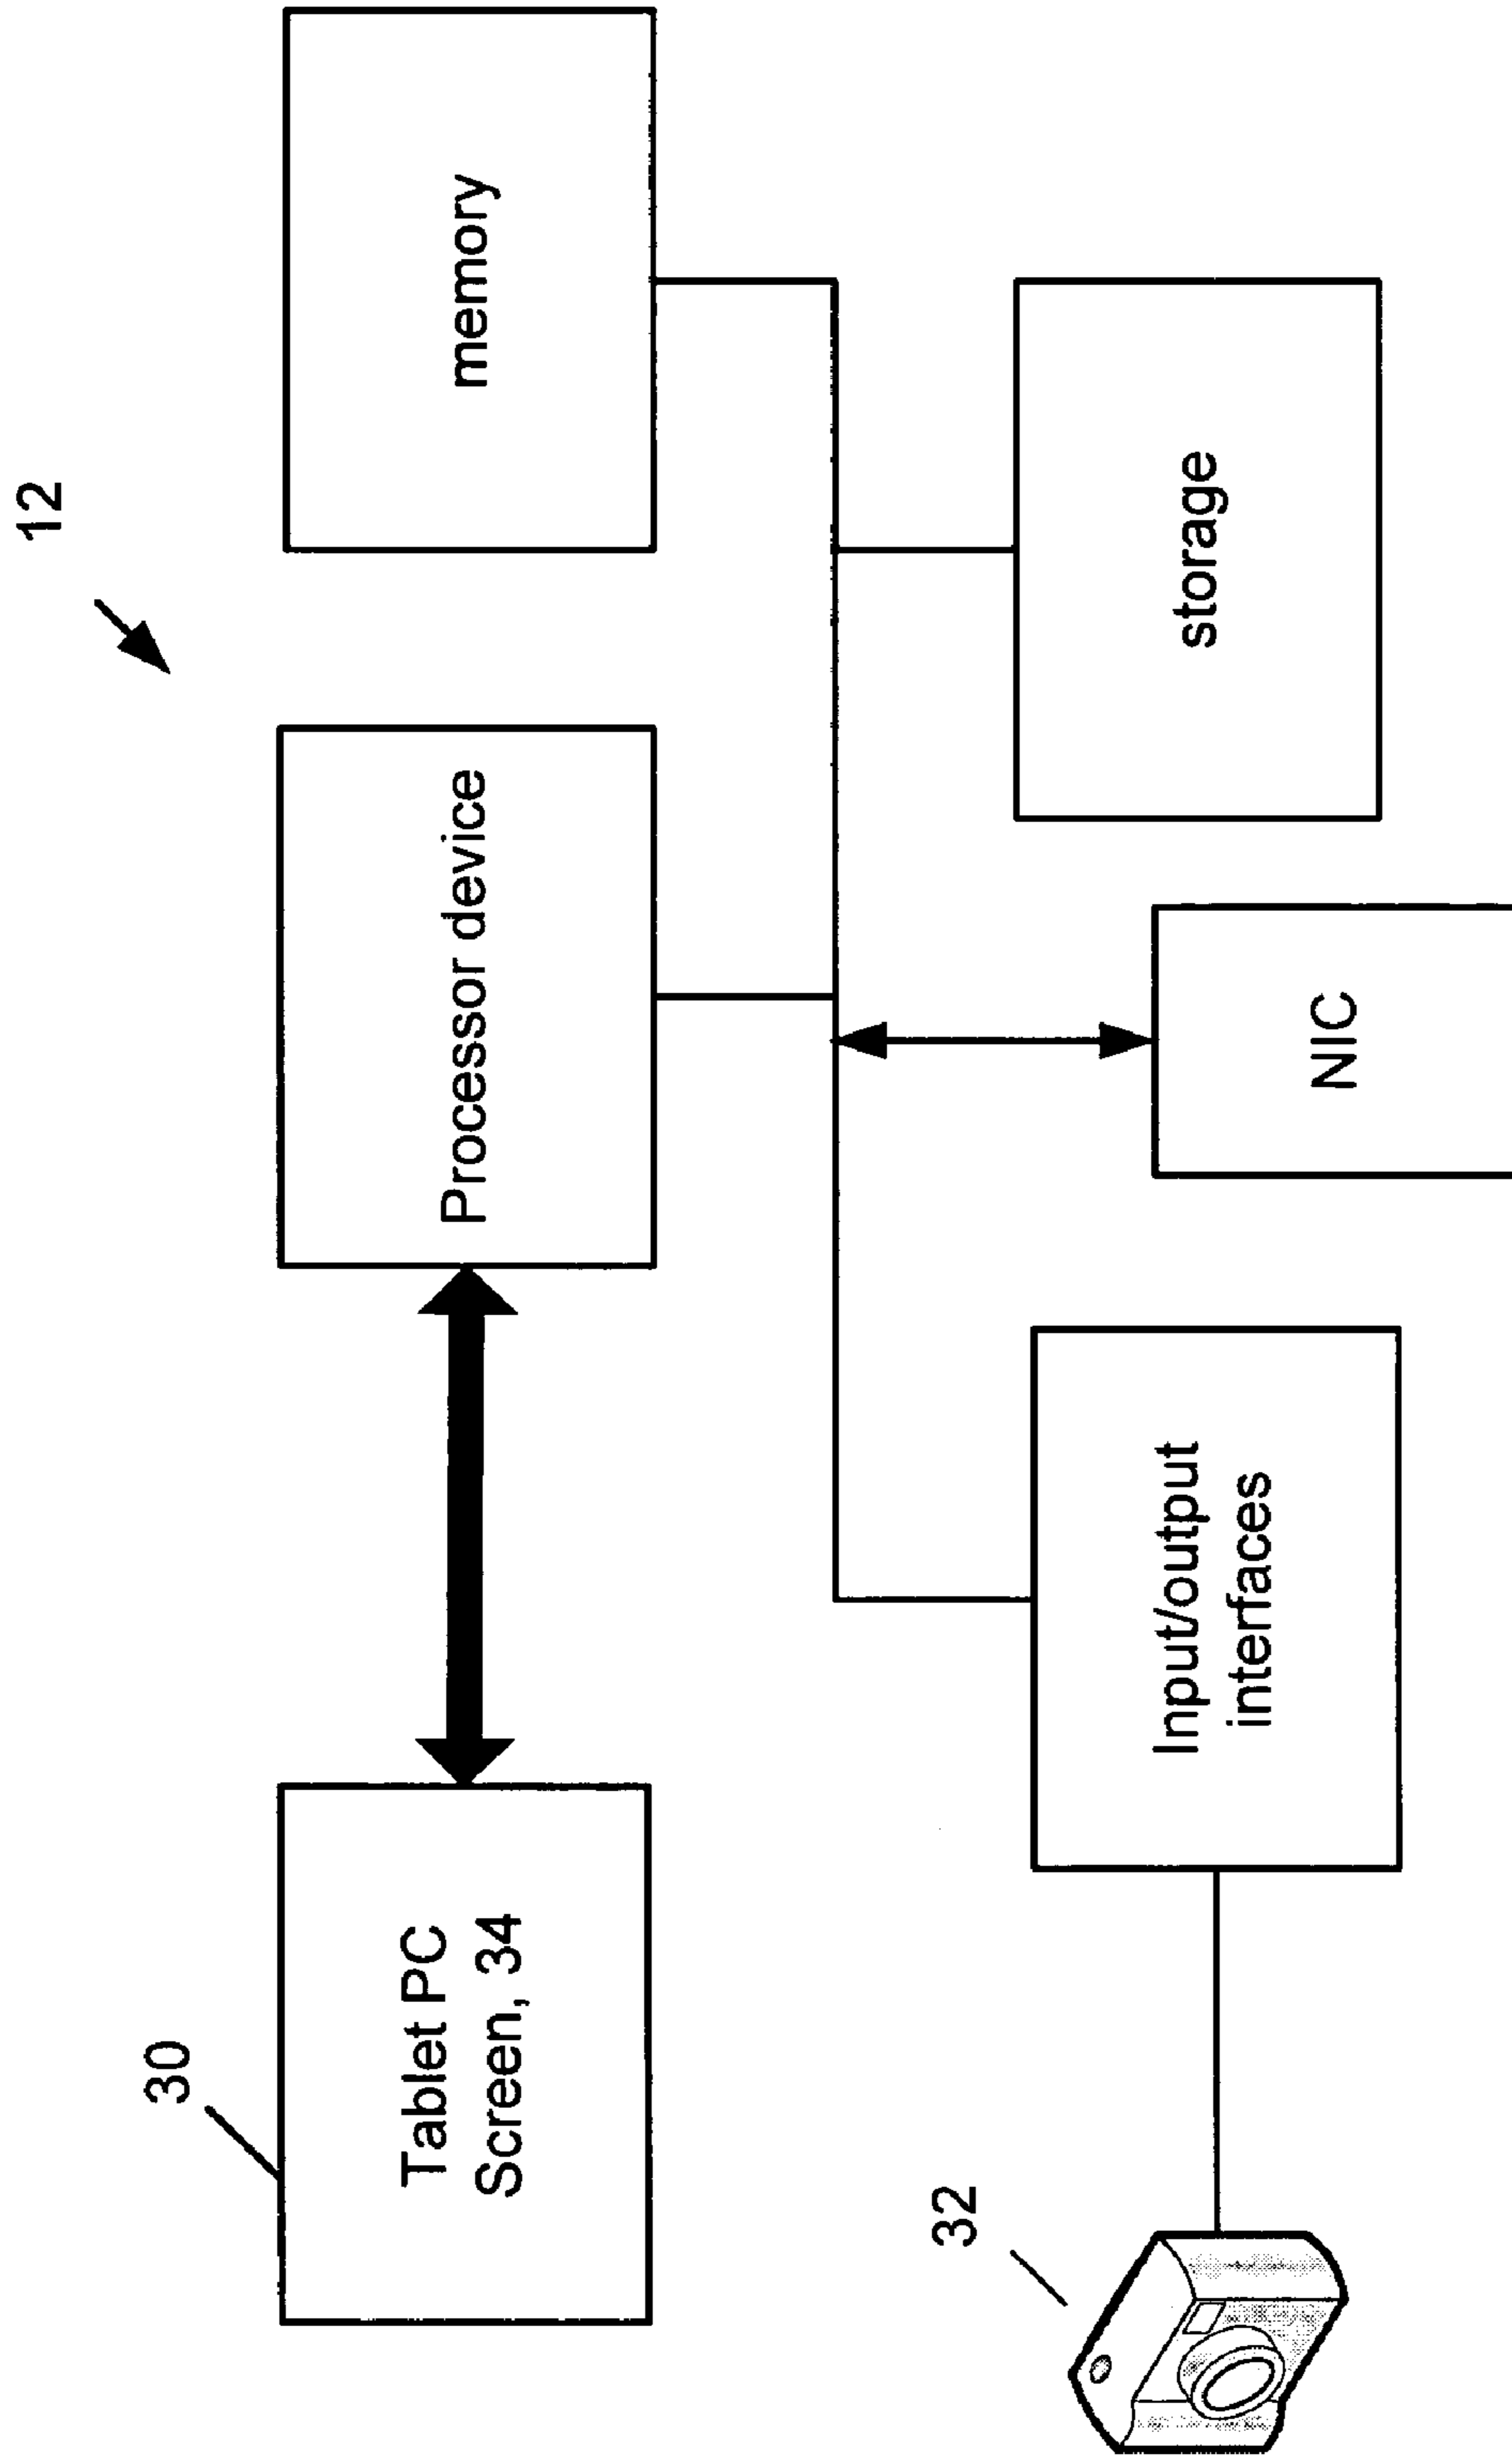 12
30
Tablet PC
Screen, 34
Processor device
memory
32
Input/output
interfaces
NIC
storage